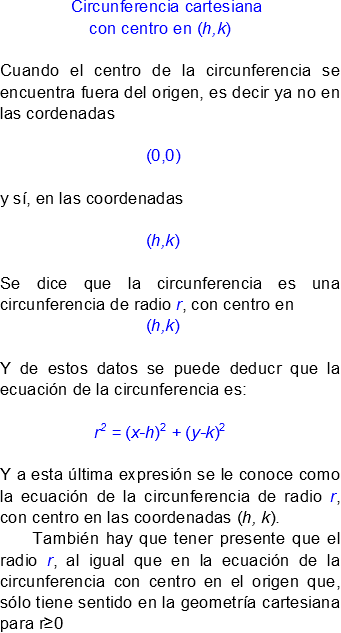 Circunferencia cartesiana
con centro en (h,k)
Cuando el centro de la circunferencia se
encuentra fuera del origen, es decir ya no en
las cordenadas
(0,0)
y sí, en las coordenadas
(h,k)
Se dice que la circunferencia es una
circunferencia de radio r, con centro en
(h,k)
Y de estos datos se puede deducr que la
ecuación de la circunferencia es:
r² = (x-h)² + (y-k)²
Y a esta última expresión se le conoce como
la ecuación de la circunferencia de radio r,
con centro en las coordenadas (h, k).
También hay que tener presente que el
radio r, al igual que en la ecuación de la
circunferencia con centro en el origen que,
sólo tiene sentido en la geometría cartesiana
para r≥0